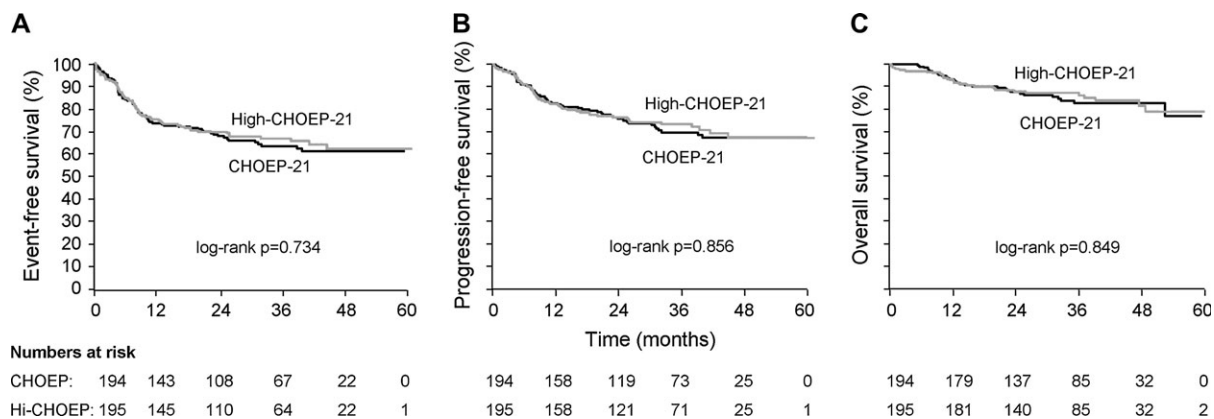 A
Event-free survival (%)
100
90
80
70
60
50
40
30
20
10
0
High-CHOEP-21
CHOEP-21
log-rank p=0.734
0 12 24 36 48 60
B
Progression-free survival (%)
High-CHOEP-21
CHOEP-21
log-rank p=0.856
0 12 24 36 48 60
Time (months)
C
Overall survival (%)
High-CHOEP-21
CHOEP-21
log-rank p=0.849
0 12 24 36 48 60
Numbers at risk
CHOEP: 194 143 108 67 22 0 194 158 119 73 25 0 194 179 137 85 32 0
Hi-CHOEP: 195 145 110 64 22 1 195 158 121 71 25 1 195 181 140 85 32 2